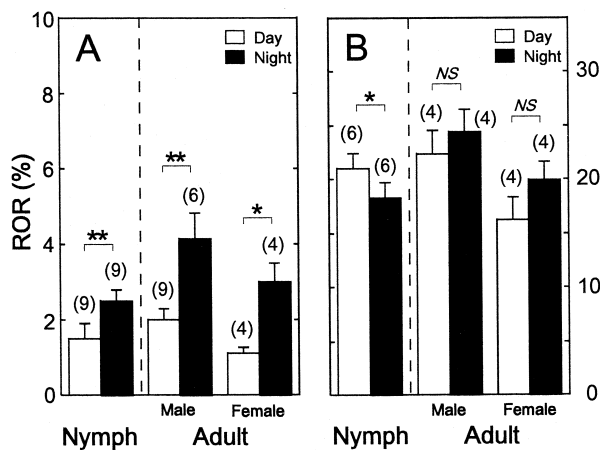 A
Day
Night
B
Day
Night
ROR (%)
10
8
6
4
2
0
(9)
**
(9)
(9)
**
(6)
(4)
*
(4)
(6)
*
(6)
(4)
NS
(4)
(4)
NS
(4)
30
20
10
0
Male
Female
Nymph
Adult
Male
Female
Nymph
Adult